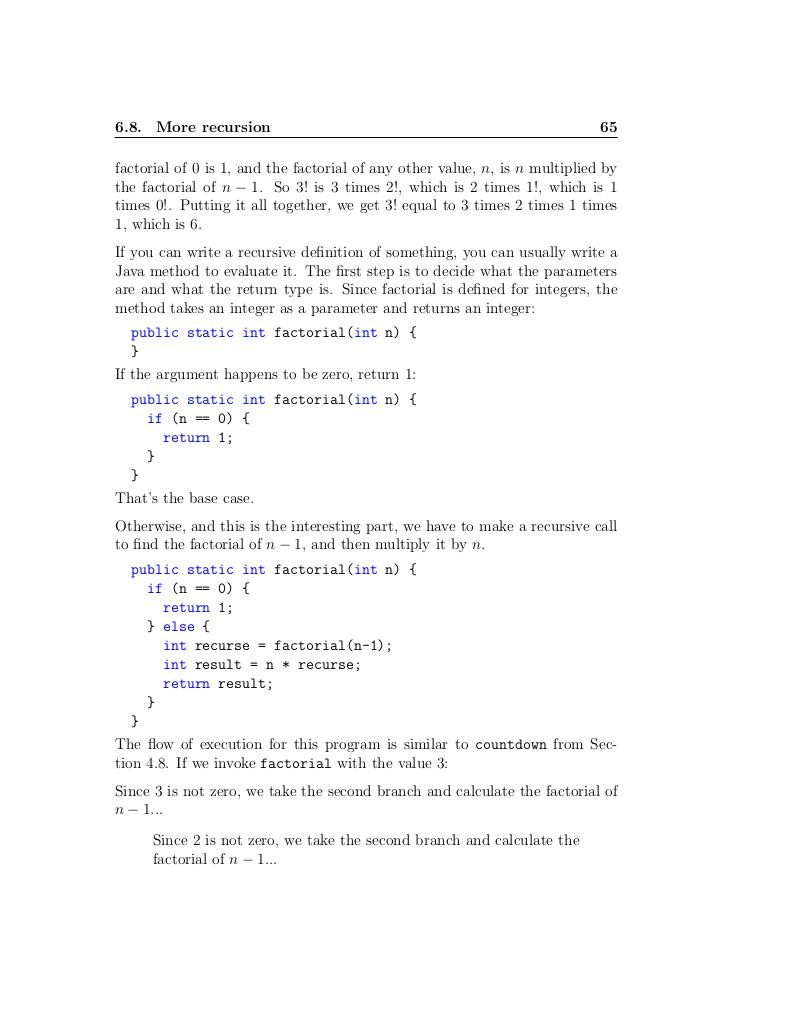 6.8. More recursion 65
factorial of 0 is 1, and the factorial of any other value, n, is n multiplied by
the factorial of n − 1. So 3! is 3 times 2!, which is 2 times 1!, which is 1
times 0!. Putting it all together, we get 3! equal to 3 times 2 times 1 times
1, which is 6.
If you can write a recursive definition of something, you can usually write a
Java method to evaluate it. The first step is to decide what the parameters
are and what the return type is. Since factorial is defined for integers, the
method takes an integer as a parameter and returns an integer:
public static int factorial(int n) {
}
If the argument happens to be zero, return 1:
public static int factorial(int n) {
if (n == 0) {
return 1;
}
}
That's the base case.
Otherwise, and this is the interesting part, we have to make a recursive call
to find the factorial of n − 1, and then multiply it by n.
public static int factorial(int n) {
if (n == 0) {
return 1;
} else {
int recurse = factorial(n-1);
int result = n * recurse;
return result;
}
}
The flow of execution for this program is similar to countdown from Sec-
tion 4.8. If we invoke factorial with the value 3:
Since 3 is not zero, we take the second branch and calculate the factorial of
n − 1...
Since 2 is not zero, we take the second branch and calculate the
factorial of n − 1...